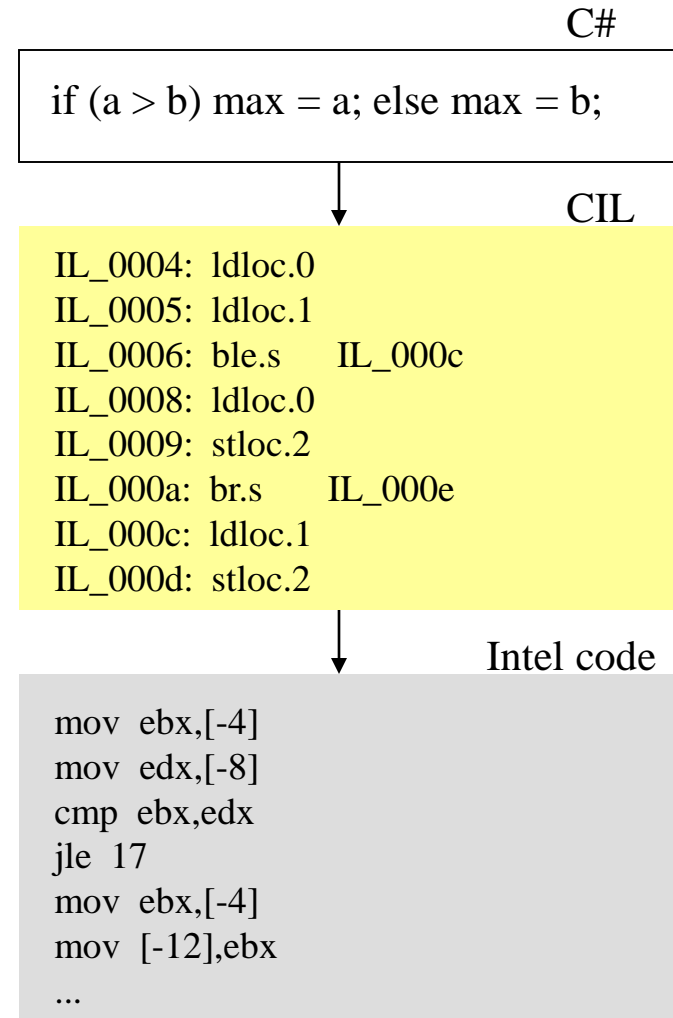 C#
if (a > b) max = a; else max = b;
CIL
IL_0004: ldloc.0
IL_0005: ldloc.1
IL_0006: ble.s IL_000c
IL_0008: ldloc.0
IL_0009: stloc.2
IL_000a: br.s IL_000e
IL_000c: ldloc.1
IL_000d: stloc.2
Intel code
mov ebx,[-4]
mov edx,[-8]
cmp ebx,edx
jle 17
mov ebx,[-4]
mov [-12],ebx
...